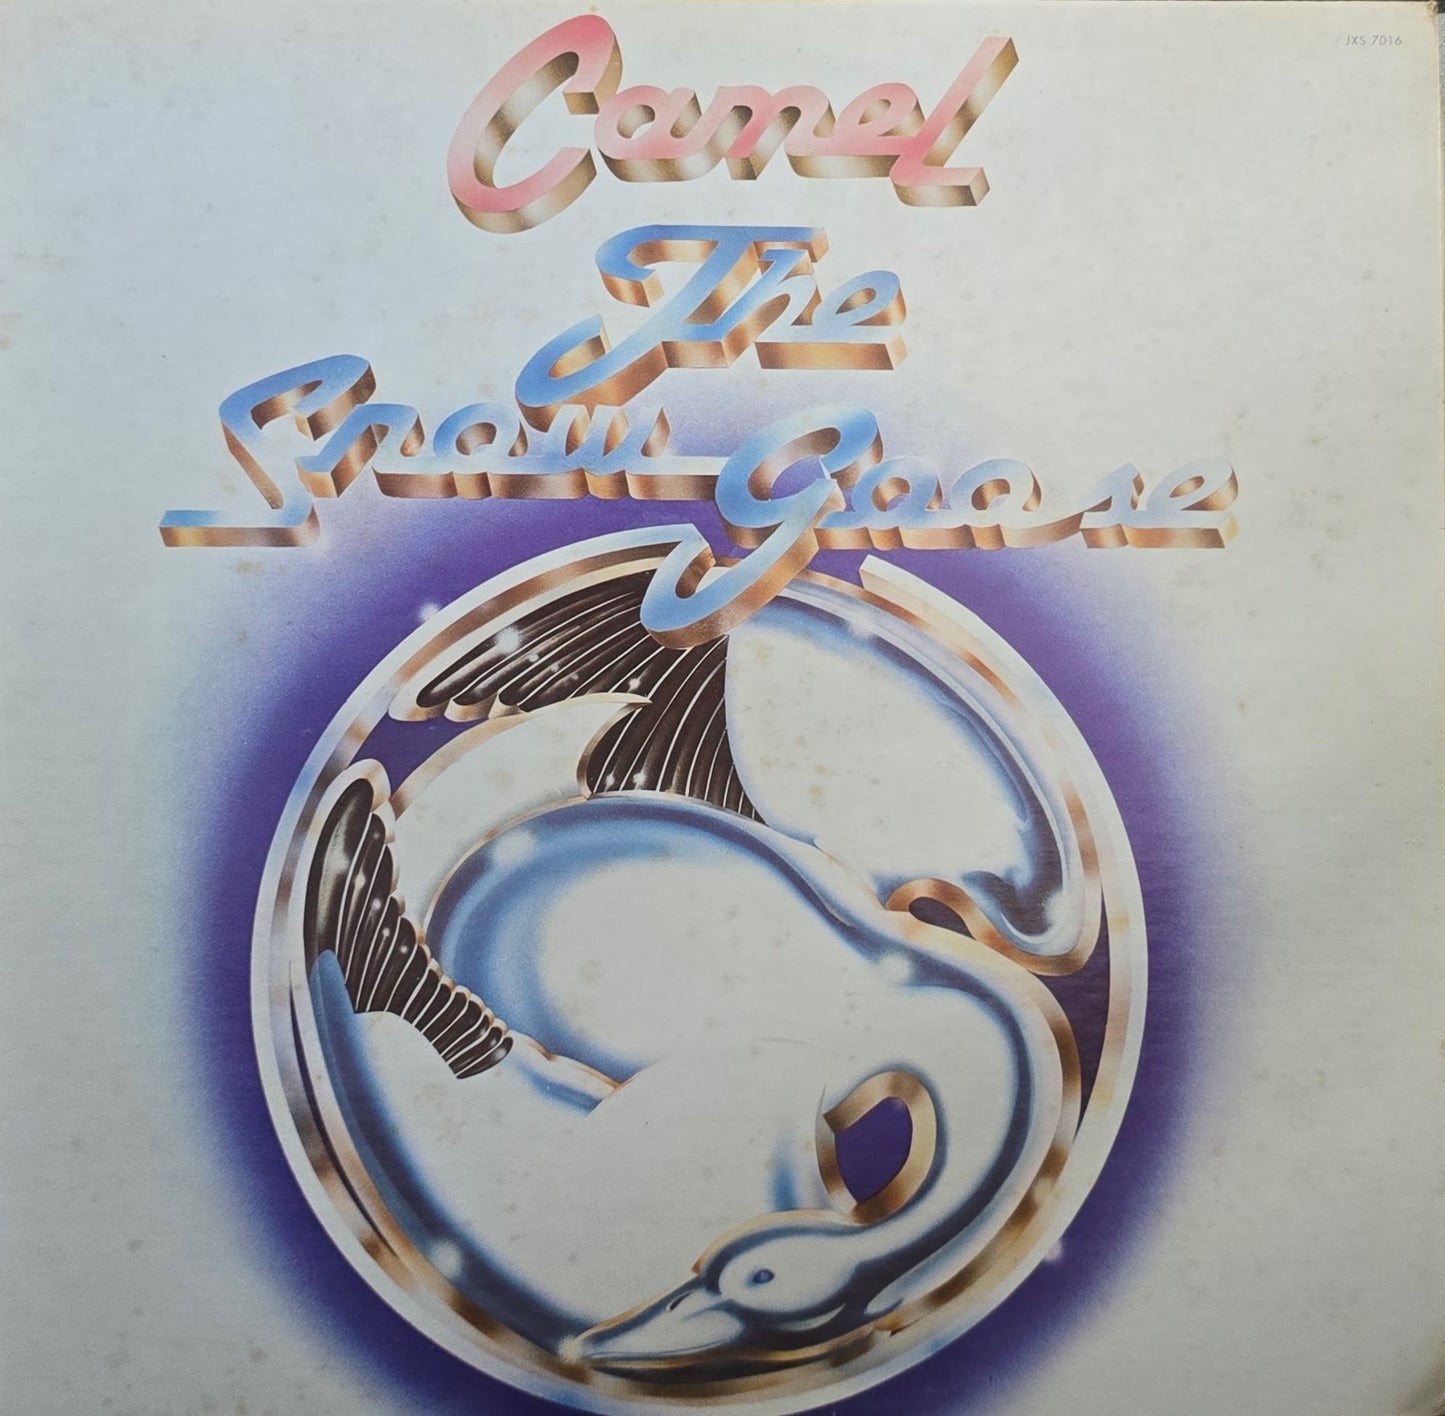 JXS 7016
Camel
The
Snow Goose